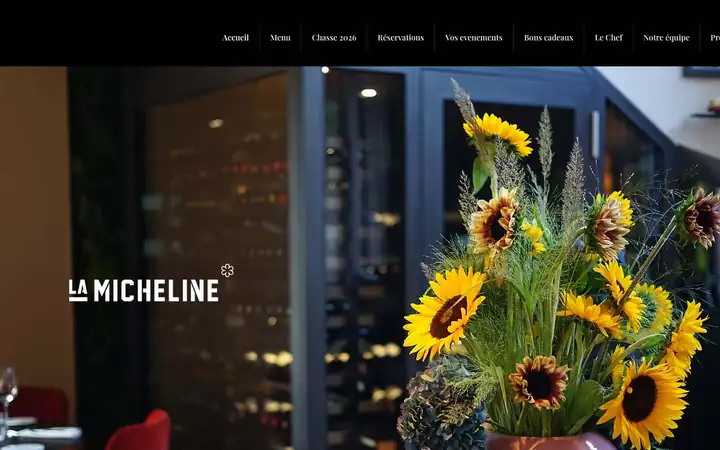 Accueil
Menu
Chasse 2026
Réservations
Vos evenements
Bons cadeaux
Le Chef
Notre équipe
LA MICHELINE